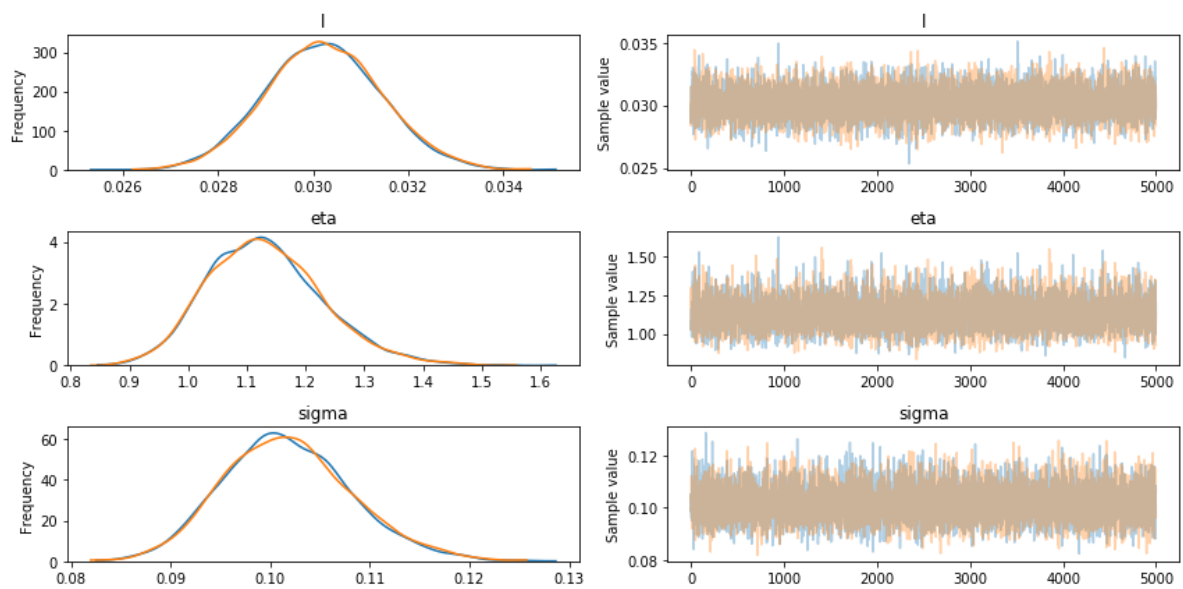 l
300
200
100
0
Frequency
0.026 0.028 0.030 0.032 0.034
l
0.035
0.030
0.025
Sample value
0 1000 2000 3000 4000 5000
eta
4
2
0
Frequency
0.8 0.9 1.0 1.1 1.2 1.3 1.4 1.5 1.6
eta
1.50
1.25
1.00
Sample value
0 1000 2000 3000 4000 5000
sigma
60
40
20
0
Frequency
0.08 0.09 0.10 0.11 0.12 0.13
sigma
0.12
0.10
0.08
Sample value
0 1000 2000 3000 4000 5000